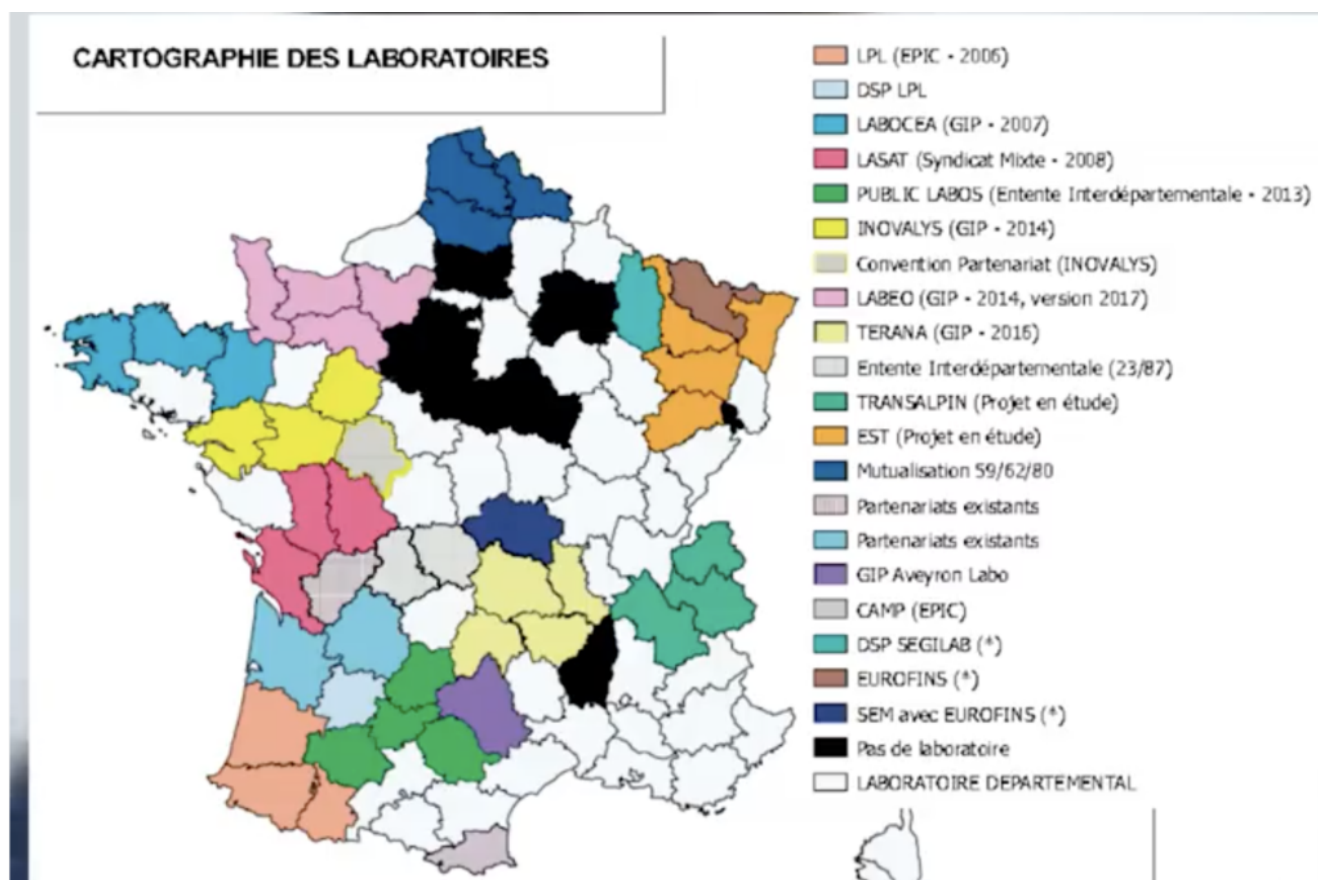 CARTOGRAPHIE DES LABORATOIRES
LPL (EPIC - 2006)
DSP LPL
LABOCEA (GIP - 2007)
LASAT (Syndicat Mixte - 2008)
PUBLIC LABOS (Entente Interdépartementale - 2013)
INOVALYS (GIP - 2014)
Convention Partenariat (INOVALYS)
LABEO (GIP - 2014, version 2017)
TERANA (GIP - 2016)
Entente Interdépartementale (23/87)
TRANSALPIN (Projet en étude)
EST (Projet en étude)
Mutualisation 59/62/80
Partenariats existants
Partenariats existants
GIP Aveyron Labo
CAMP (EPIC)
DSP SEGILAB (*)
EUROFINS (*)
SEM avec EUROFINS (*)
Pas de laboratoire
LABORATOIRE DEPARTEMENTAL